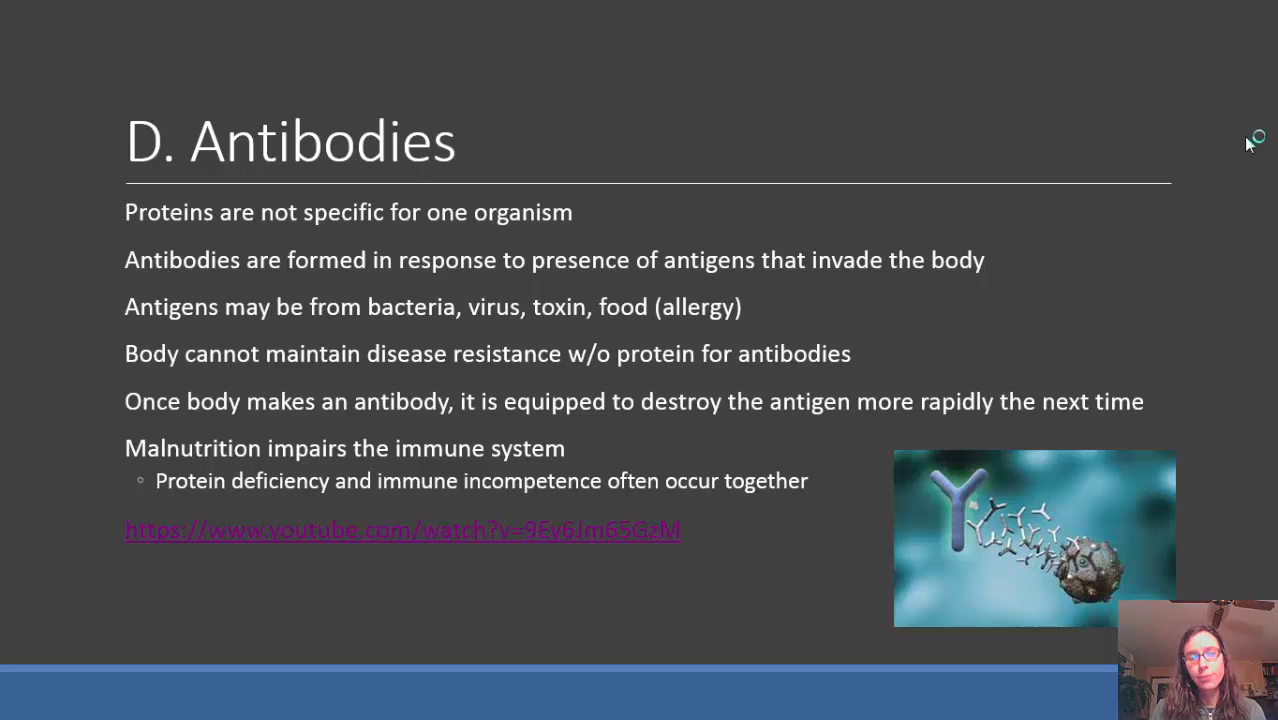 D. Antibodies
Proteins are not specific for one organism
Antibodies are formed in response to presence of antigens that invade the body
Antigens may be from bacteria, virus, toxin, food (allergy)
Body cannot maintain disease resistance w/o protein for antibodies
Once body makes an antibody, it is equipped to destroy the antigen more rapidly the next time
Malnutrition impairs the immune system
◦ Protein deficiency and immune incompetence often occur together
https://www.youtube.com/watch?v=9Ey6Jm65GzM